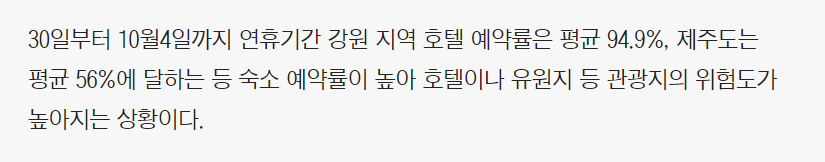 30일부터 10월4일까지 연휴기간 강원 지역 호텔 예약률은 평균 94.9%, 제주도는
평균 56%에 달하는 등 숙소 예약률이 높아 호텔이나 유원지 등 관광지의 위험도가
높아지는 상황이다.